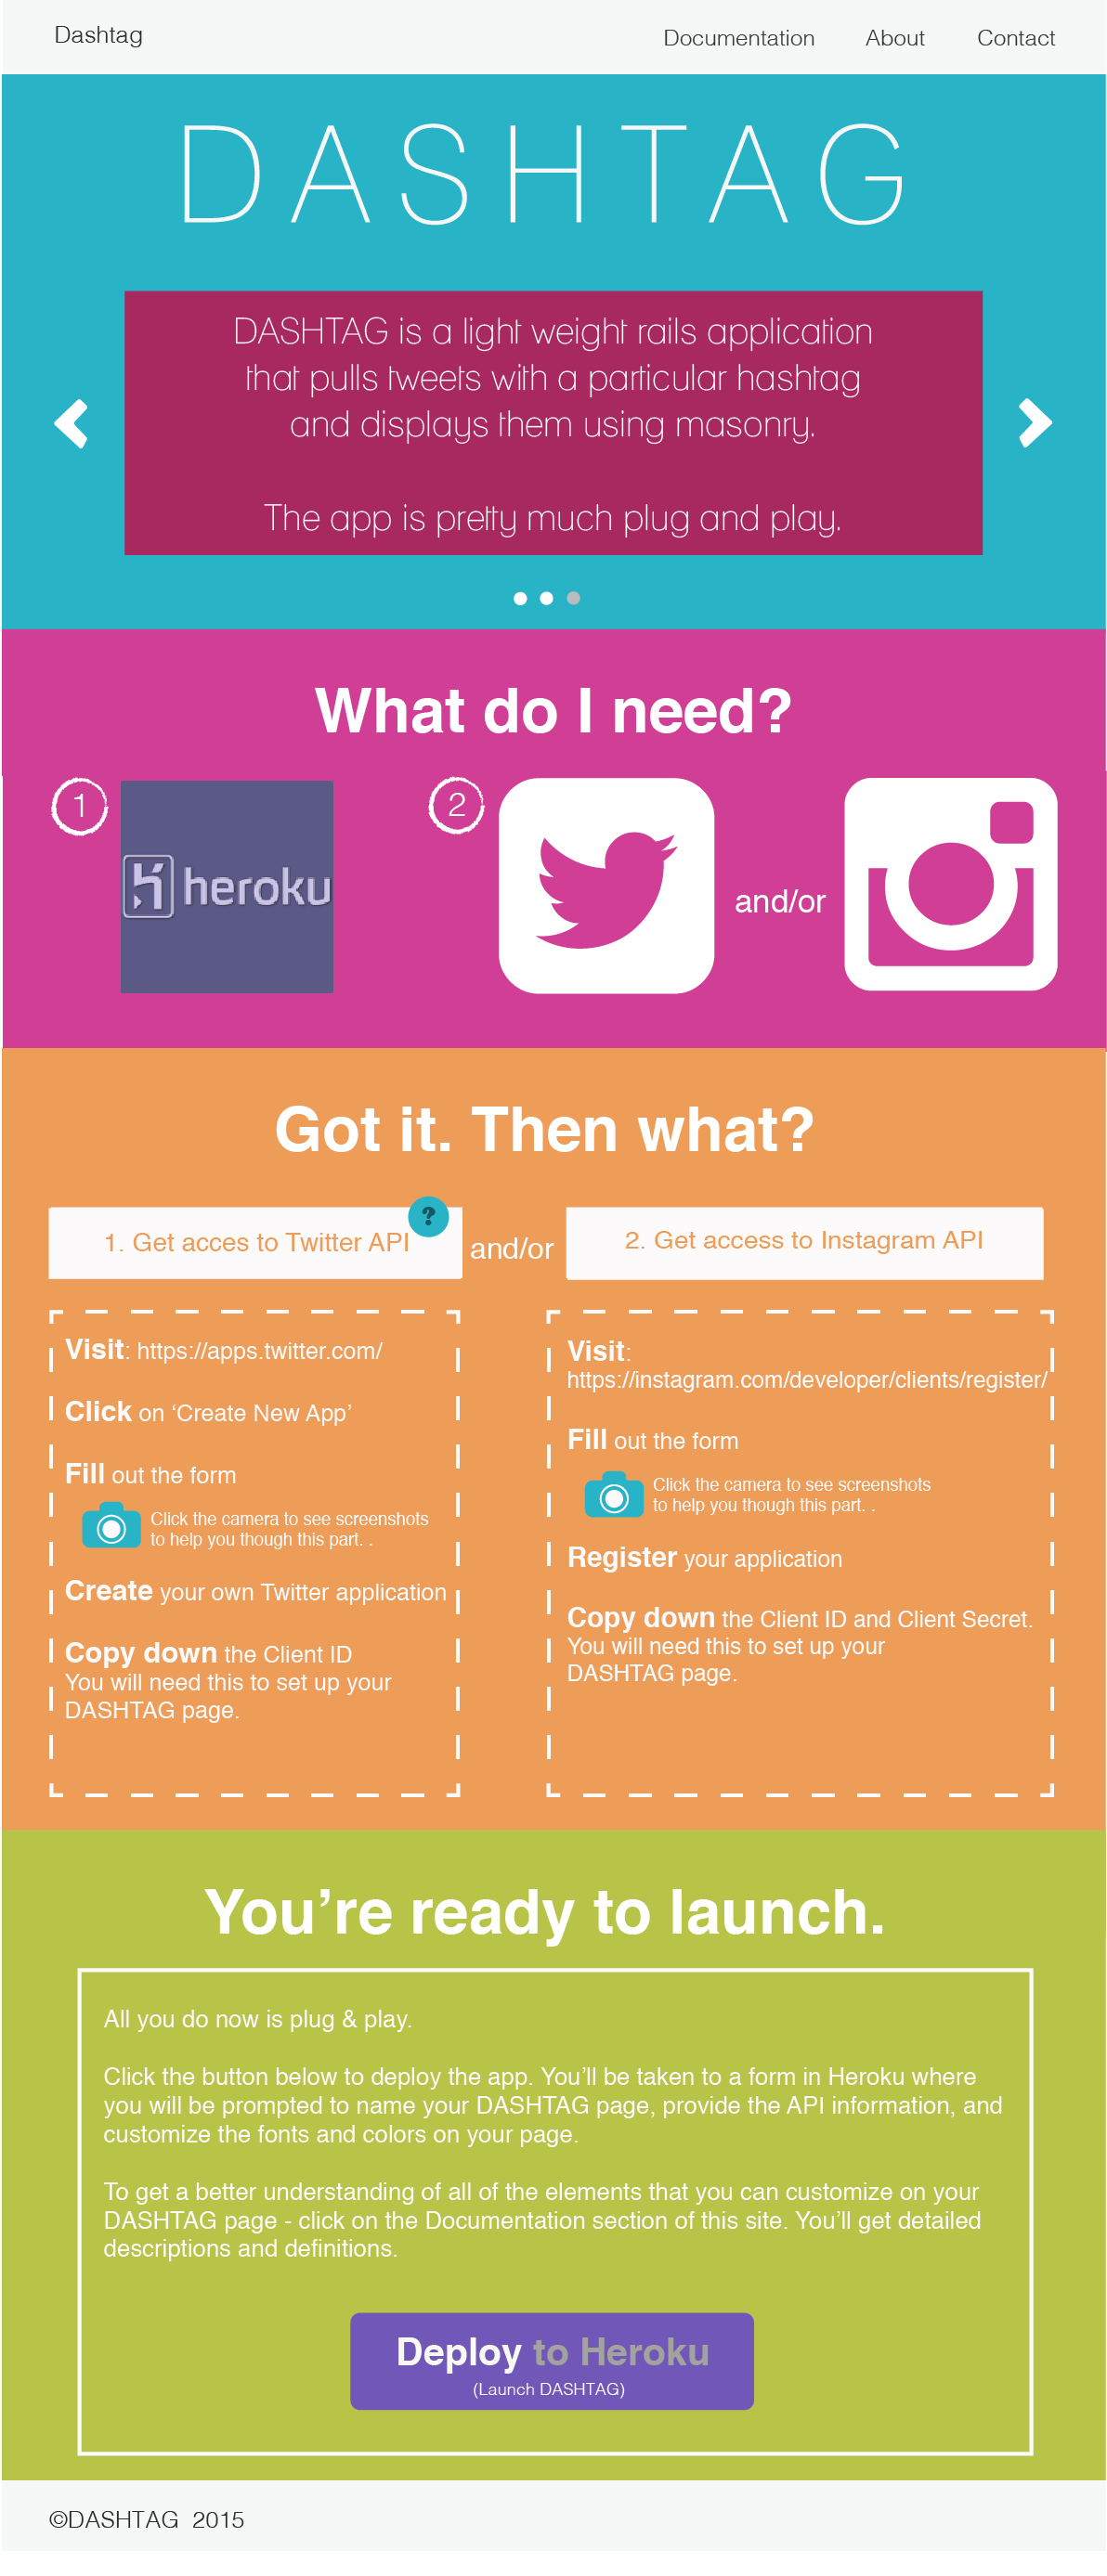 Dashtag
Documentation About Contact
DASHTAG
DASHTAG is a light weight rails application
that pulls tweets with a particular hashtag
and displays them using masonry.
The app is pretty much plug and play.
What do I need?
1
heroku
2
and/or
Got it. Then what?
1. Get acces to Twitter API
?
and/or
2. Get access to Instagram API
Visit: https://apps.twitter.com/
Click on ‘Create New App’
Fill out the form
Click the camera to see screenshots
to help you though this part. .
Create your own Twitter application
Copy down the Client ID
You will need this to set up your
DASHTAG page.
Visit:
https://instagram.com/developer/clients/register/
Fill out the form
Click the camera to see screenshots
to help you though this part. .
Register your application
Copy down the Client ID and Client Secret.
You will need this to set up your
DASHTAG page.
You’re ready to launch.
All you do now is plug & play.
Click the button below to deploy the app. You’ll be taken to a form in Heroku where
you will be prompted to name your DASHTAG page, provide the API information, and
customize the fonts and colors on your page.
To get a better understanding of all of the elements that you can customize on your
DASHTAG page - click on the Documentation section of this site. You’ll get detailed
descriptions and definitions.
Deploy to Heroku
(Launch DASHTAG)
©DASHTAG 2015